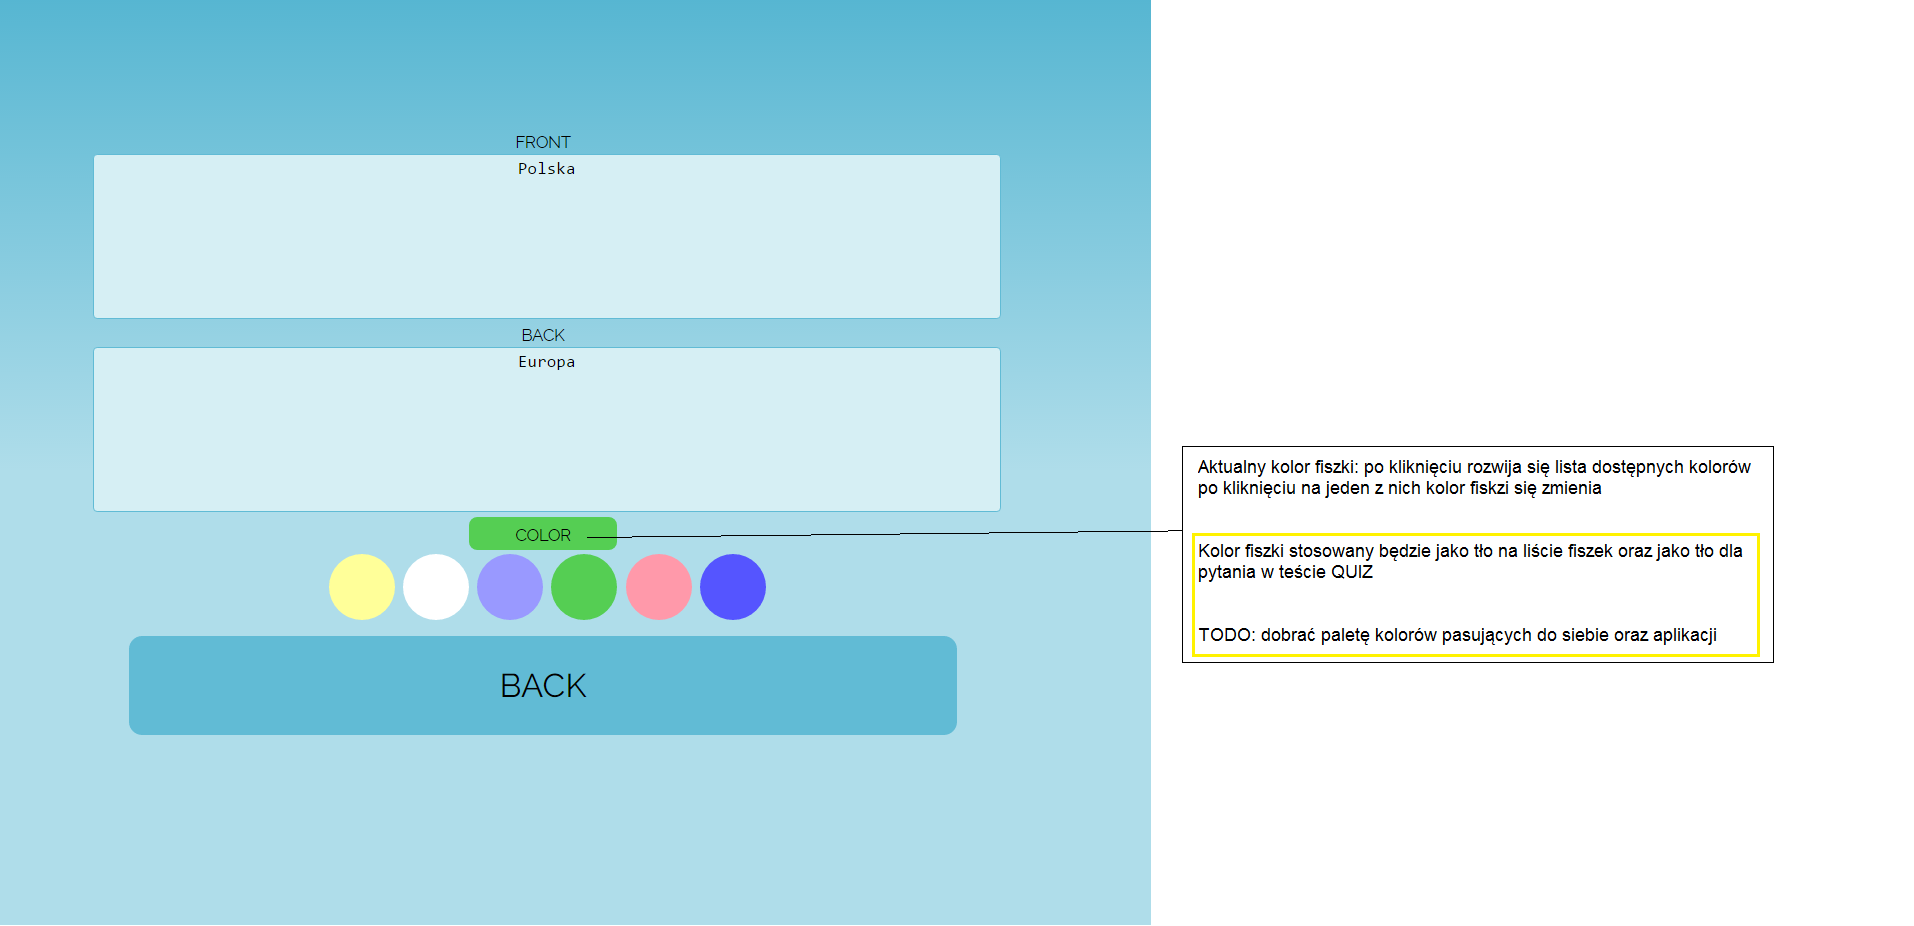 FRONT
Polska
BACK
Europa
COLOR
BACK
Aktualny kolor fiszki: po kliknięciu rozwija się lista dostępnych kolorów
po kliknięciu na jeden z nich kolor fiskzi się zmienia
Kolor fiszki stosowany będzie jako tło na liście fiszek oraz jako tło dla
pytania w teście QUIZ
TODO: dobrać paletę kolorów pasujących do siebie oraz aplikacji